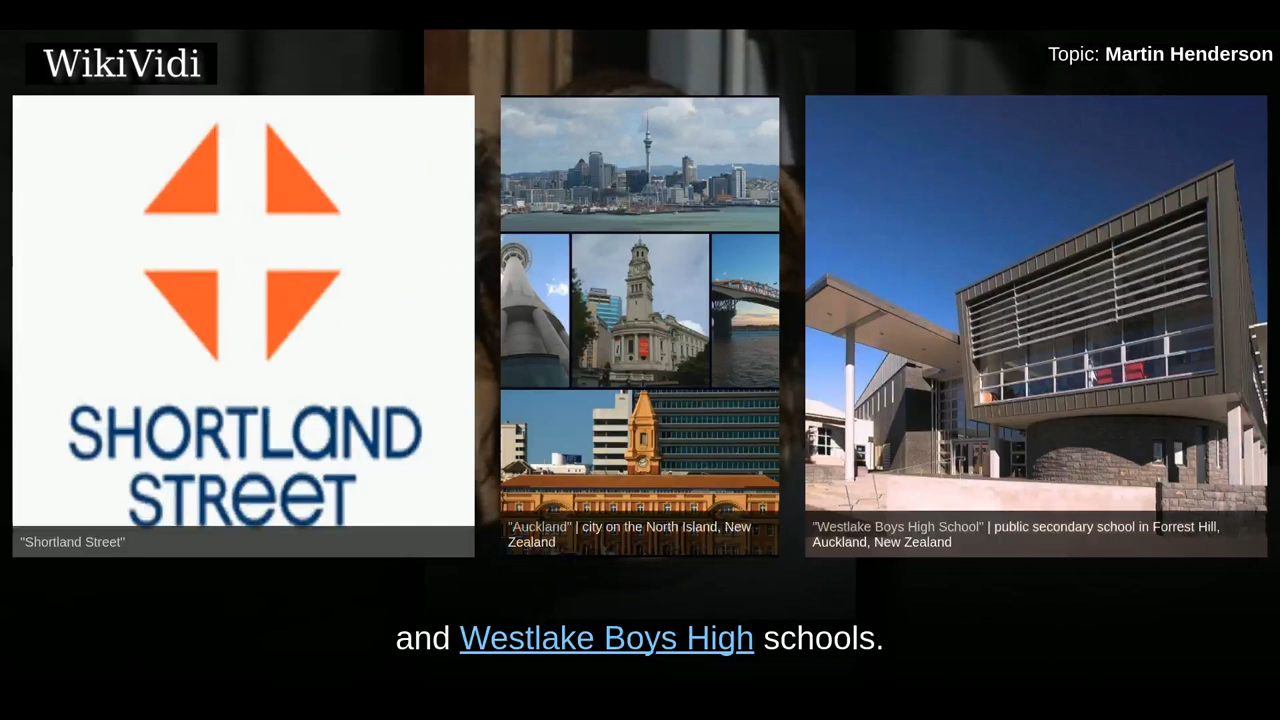 WikiVidi
Topic: Martin Henderson
SHORTLAND
STREET
"Shortland Street"
"Auckland" | city on the North Island, New
Zealand
"Westlake Boys High School" | public secondary school in Forrest Hill,
Auckland, New Zealand
and Westlake Boys High schools.